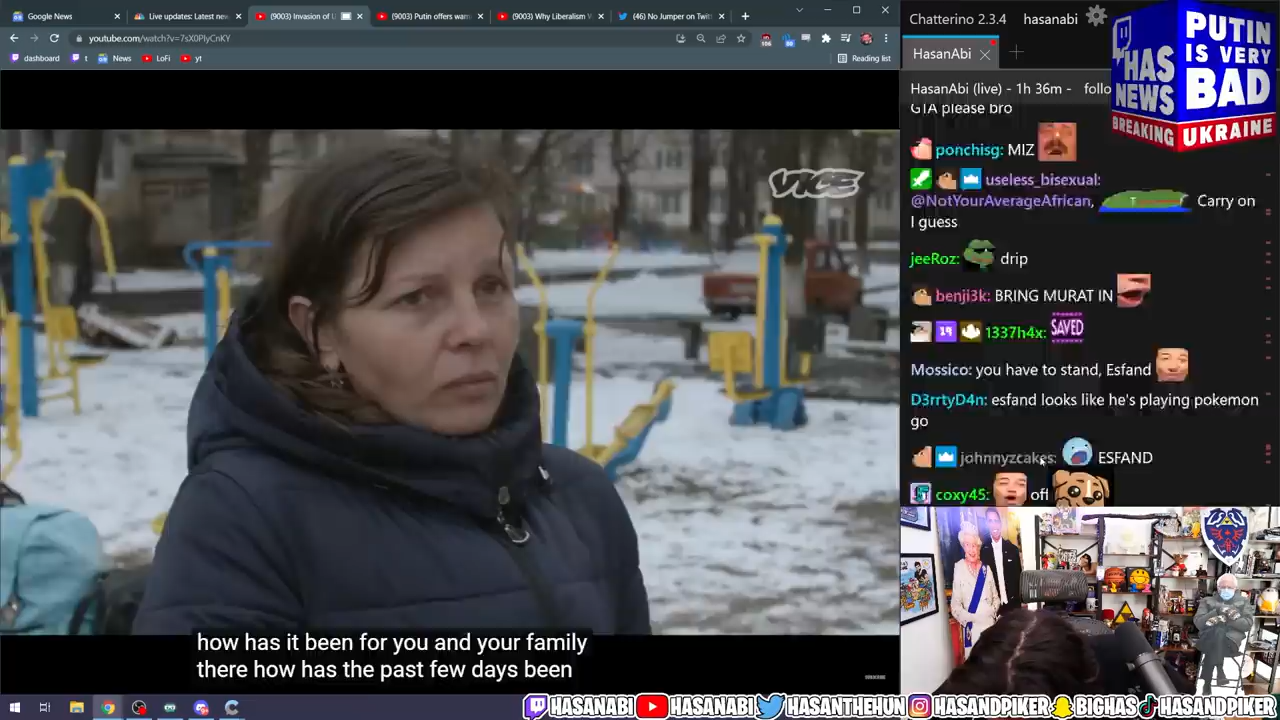 Google News
Live updates: Latest new
(9003) Invasion of U
(9003) Putin offers warn
(9003) Why Liberalism W
(46) No Jumper on Twitt
youtube.com/watch?v=7sX0PlyCnKY
dashboard
t
News
LoFi
yt
Reading list
VICE
how has it been for you and your family
there how has the past few days been
Chatterino 2.3.4
hasanabi
HasanAbi
HasanAbi (live) - 1h 36m - follo
GTA please bro
ponchisg: MIZ
useless_bisexual:
@NotYourAverageAfrican, Carry on
I guess
jeeRoz: drip
benji3k: BRING MURAT IN
1337h4x: SAVED
Mossico: you have to stand, Esfand
D3rrtyD4n: esfand looks like he's playing pokemon
go
johnnyzcakes: ESFAND
coxy45: off
HAS
NEWS
BREAKING
PUTIN
IS VERY
BAD
UKRAINE
HASANABI
HASANABI
HASANTHEHUN
HASANDPIKER
BIGHAS
HASANDPIKER